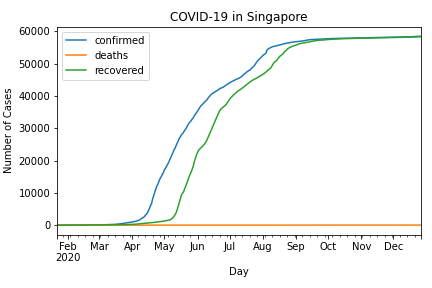 COVID-19 in Singapore
confirmed
deaths
recovered
Number of Cases
60000
50000
40000
30000
20000
10000
0
Feb Mar Apr May Jun Jul Aug Sep Oct Nov Dec
2020
Day